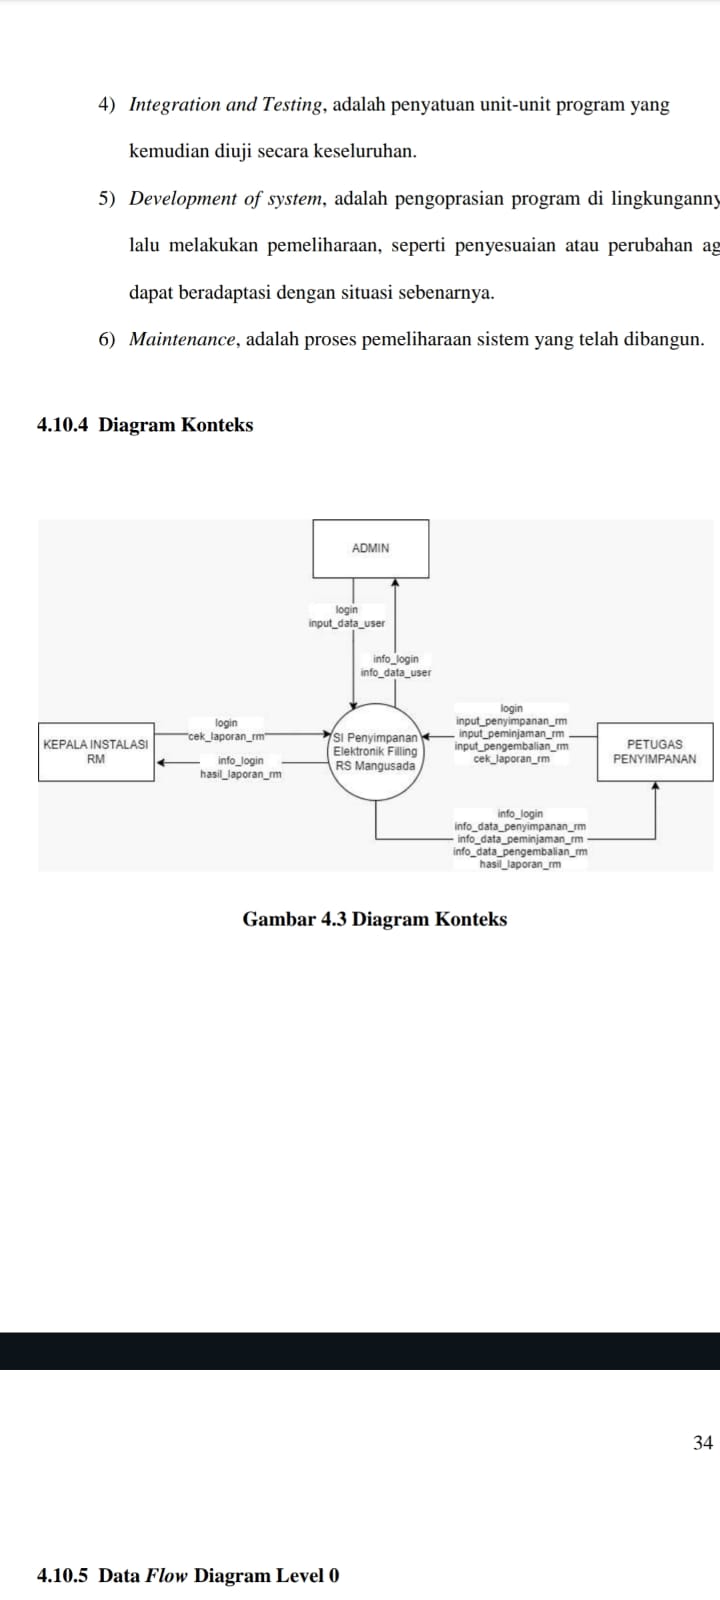 4) Integration and Testing, adalah penyatuan unit-unit program yang
kemudian diuji secara keseluruhan.
5) Development of system, adalah pengoprasian program di lingkunganny
lalu melakukan pemeliharaan, seperti penyesuaian atau perubahan ag
dapat beradaptasi dengan situasi sebenarnya.
6) Maintenance, adalah proses pemeliharaan sistem yang telah dibangun.
4.10.4 Diagram Konteks
ADMIN
login
input_data_user
info_login
info_data_user
KEPALA INSTALASI
RM
login
cek_laporan_rm
info_login
hasil_laporan_rm
SI Penyimpanan
Elektronik Filling
RS Mangusada
login
input_penyimpanan_rm
input_peminjaman_rm
input_pengembalian_rm
cek_laporan_rm
PETUGAS
PENYIMPANAN
info_login
info_data_penyimpanan_rm
info_data_peminjaman_rm
info_data_pengembalian_rm
hasil_laporan_rm
Gambar 4.3 Diagram Konteks
34
4.10.5 Data Flow Diagram Level 0